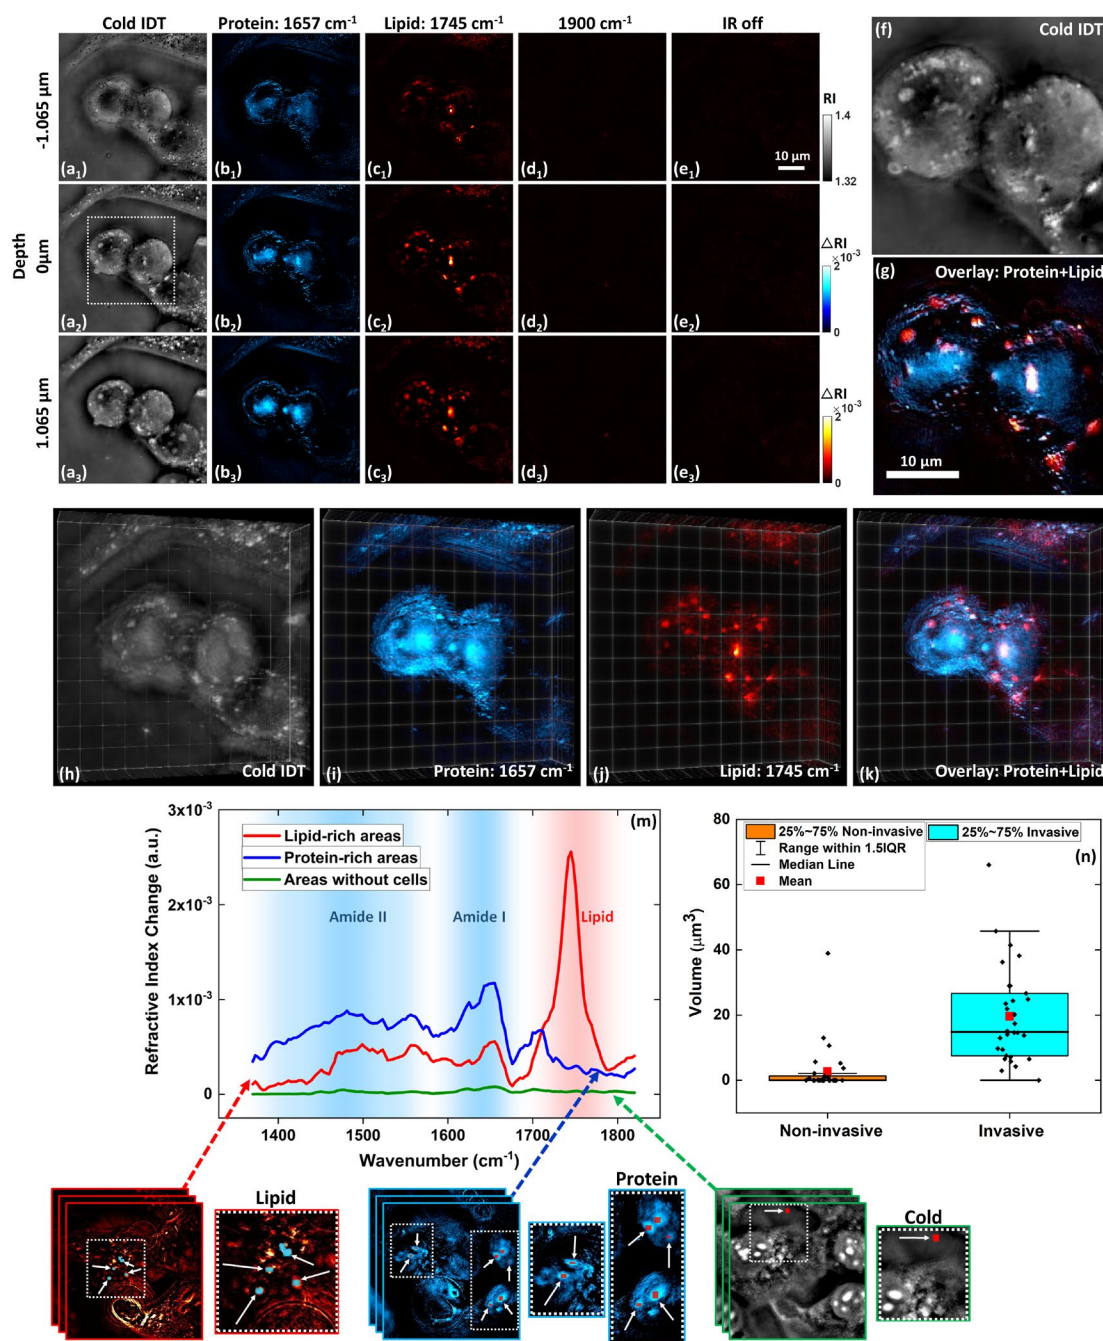 Cold IDT
Protein: 1657 cm⁻¹
Lipid: 1745 cm⁻¹
1900 cm⁻¹
IR off
Depth
-1.065 μm
(a₁)
(b₁)
(c₁)
(d₁)
(e₁)
10 μm
RI
1.4
1.32
0μm
(a₂)
(b₂)
(c₂)
(d₂)
(e₂)
△RI
×10⁻³
2
0
1.065 μm
(a₃)
(b₃)
(c₃)
(d₃)
(e₃)
△RI
×10⁻³
2
0
(f)
Cold IDT
(g)
Overlay: Protein+Lipid
10 μm
(h)
Cold IDT
(i)
Protein: 1657 cm⁻¹
(j)
Lipid: 1745 cm⁻¹
(k)
Overlay: Protein+Lipid
(m)
Refractive Index Change (a.u.)
3x10⁻³
2x10⁻³
1x10⁻³
0
Lipid-rich areas
Protein-rich areas
Areas without cells
Amide II
Amide I
Lipid
1400
1500
1600
1700
1800
Wavenumber (cm⁻¹)
(n)
Volume (μm³)
80
60
40
20
0
25%~75% Non-invasive
25%~75% Invasive
Range within 1.5IQR
Median Line
Mean
Non-invasive
Invasive
Lipid
Protein
Cold